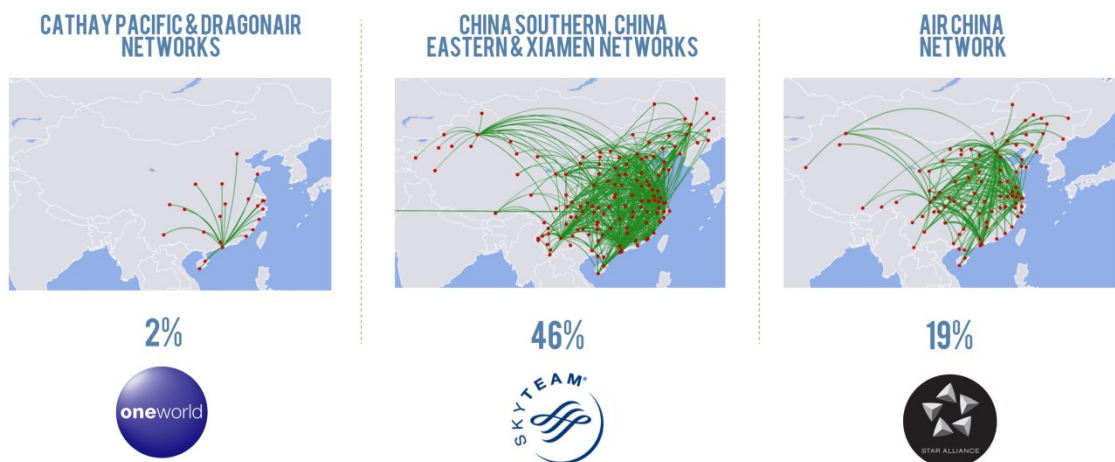 CATHAY PACIFIC & DRAGONAIR
NETWORKS
2%
oneworld
CHINA SOUTHERN, CHINA
EASTERN & XIAMEN NETWORKS
46%
SKYTEAM®
AIR CHINA
NETWORK
19%
STAR ALLIANCE